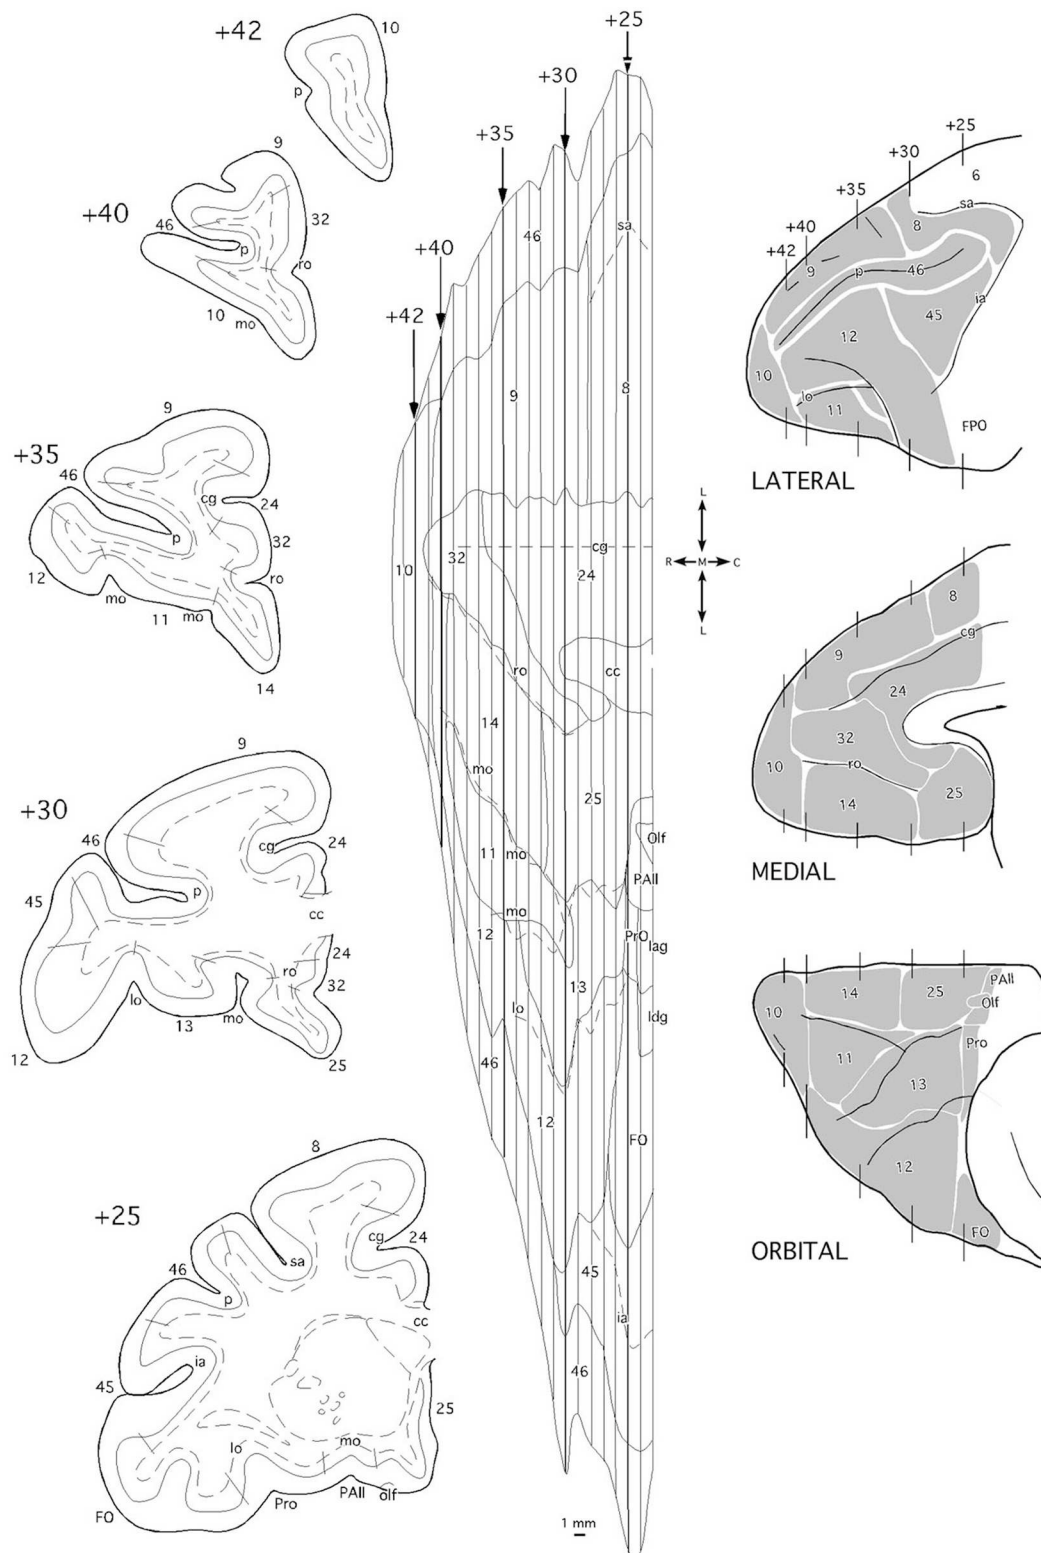 +42
10
p
+40
9
46
32
p
ro
10
mo
+35
9
46
cg
24
p
32
ro
12
mo
11
mo
14
+30
9
46
cg
24
p
45
cc
24
ro
32
lo
13
mo
12
25
+25
8
cg
24
sa
46
p
cc
ia
45
25
lo
mo
Pro
PAll
olf
FO
+25
+30
+35
+40
+42
46
sa
9
8
cg
10
32
24
ro
cc
14
mo
25
11
mo
Olf
PAll
mo
12
PrO
Iag
lo
13
Idg
46
12
FO
45
ia
46
1 mm
L
R
M
C
L
+25
+30
6
+35
sa
8
+40
+42
9
p
46
ia
45
12
10
lo
11
FPO
LATERAL
8
cg
9
24
32
10
ro
14
25
MEDIAL
PAll
14
25
10
Olf
11
Pro
13
12
FO
ORBITAL